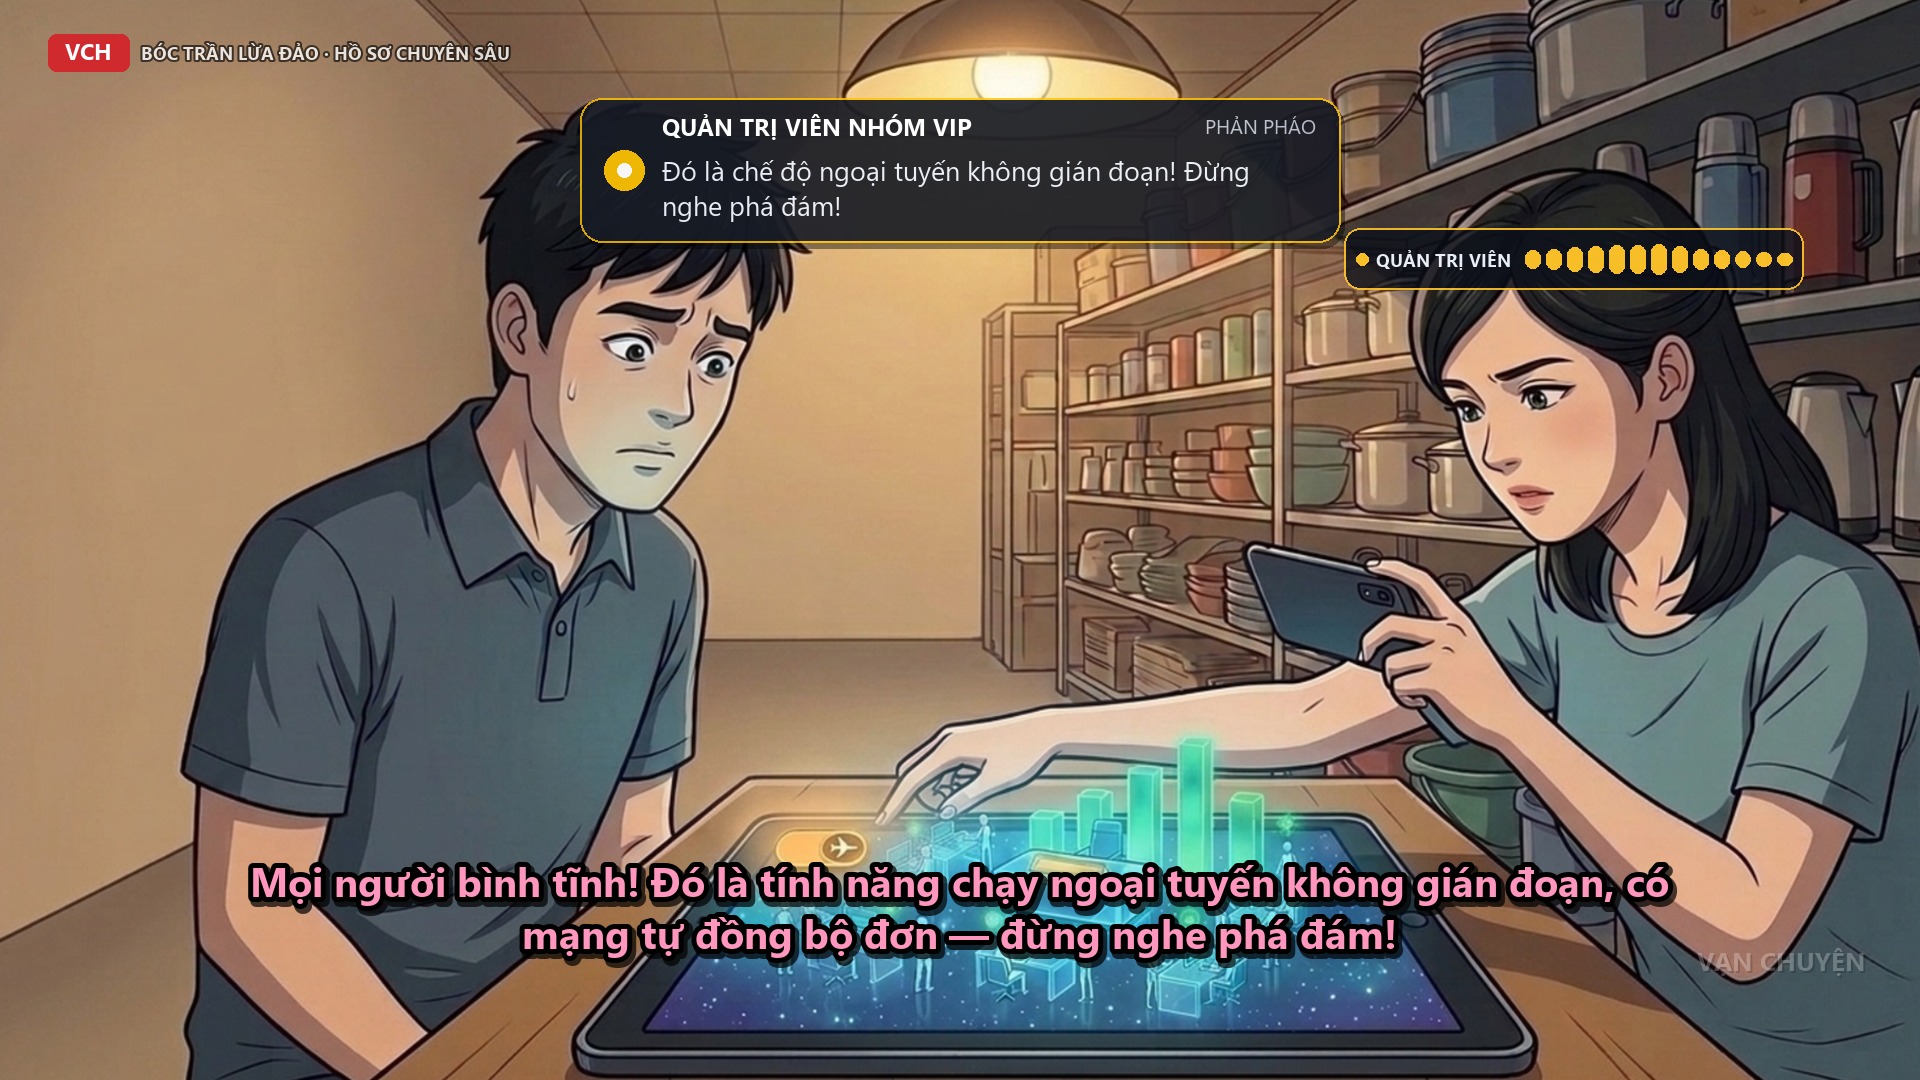 VCH BÓC TRẦN LỪA ĐẢO · HỒ SƠ CHUYÊN SÂU
QUẢN TRỊ VIÊN NHÓM VIP PHẢN PHÁO
Đó là chế độ ngoại tuyến không gián đoạn! Đừng
nghe phá đám!
QUẢN TRỊ VIÊN
Mọi người bình tĩnh! Đó là tính năng chạy ngoại tuyến không gián đoạn, có
mạng tự đồng bộ đơn — đừng nghe phá đám!
VẠN CHUYỆN